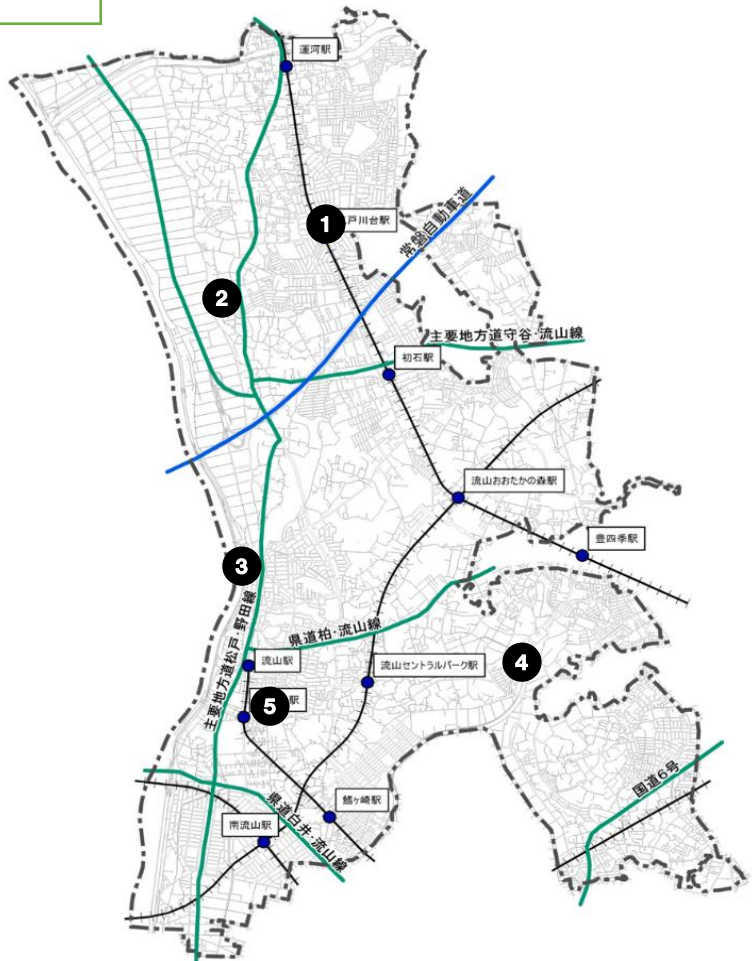 運河駅
1
戸川台駅
常磐自動車道
2
主要地方道守谷・流山線
初石駅
流山おおたかの森駅
豊四季駅
3
県道柏・流山線
主要地方道松戸・野田線
流山駅
流山セントラルパーク駅
4
5
駅
国道6号
鰭ヶ崎駅
県道白井・流山線
南流山駅